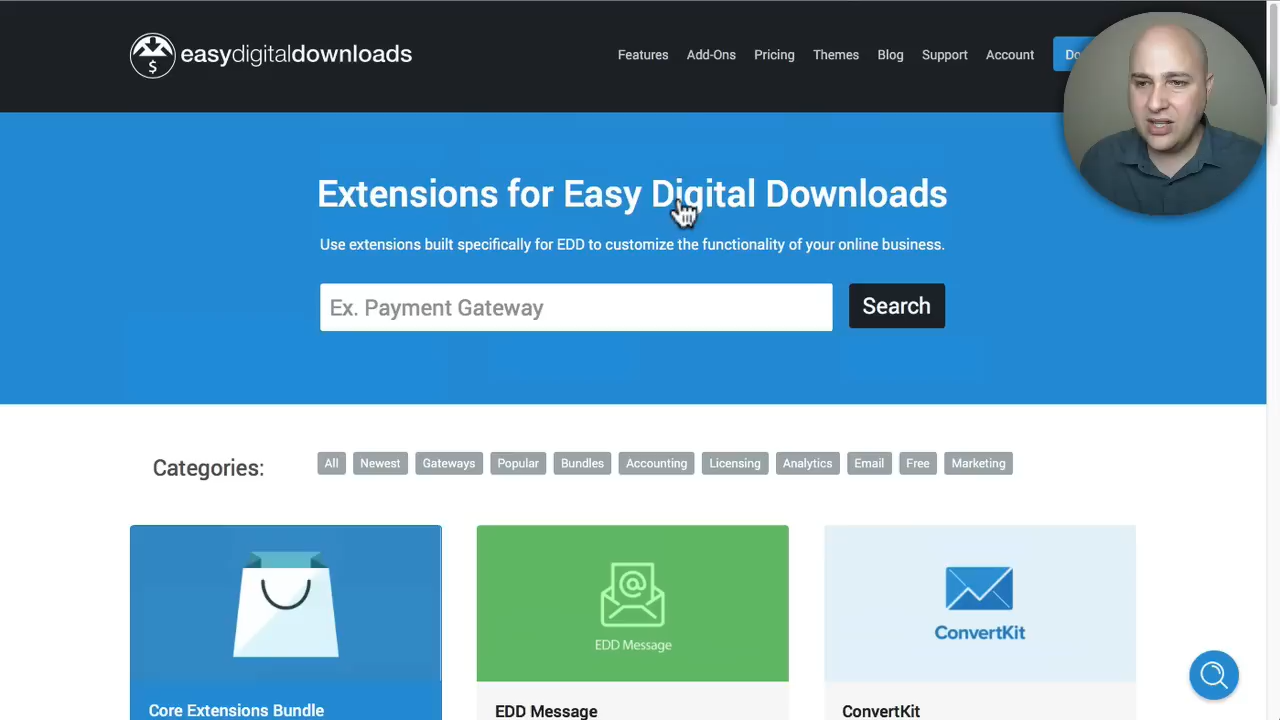 easydigitaldownloads
Features Add-Ons Pricing Themes Blog Support Account
Extensions for Easy Digital Downloads
Use extensions built specifically for EDD to customize the functionality of your online business.
Ex. Payment Gateway
Search
Categories:
All Newest Gateways Popular Bundles Accounting Licensing Analytics Email Free Marketing
EDD Message
ConvertKit
Core Extensions Bundle
EDD Message
ConvertKit